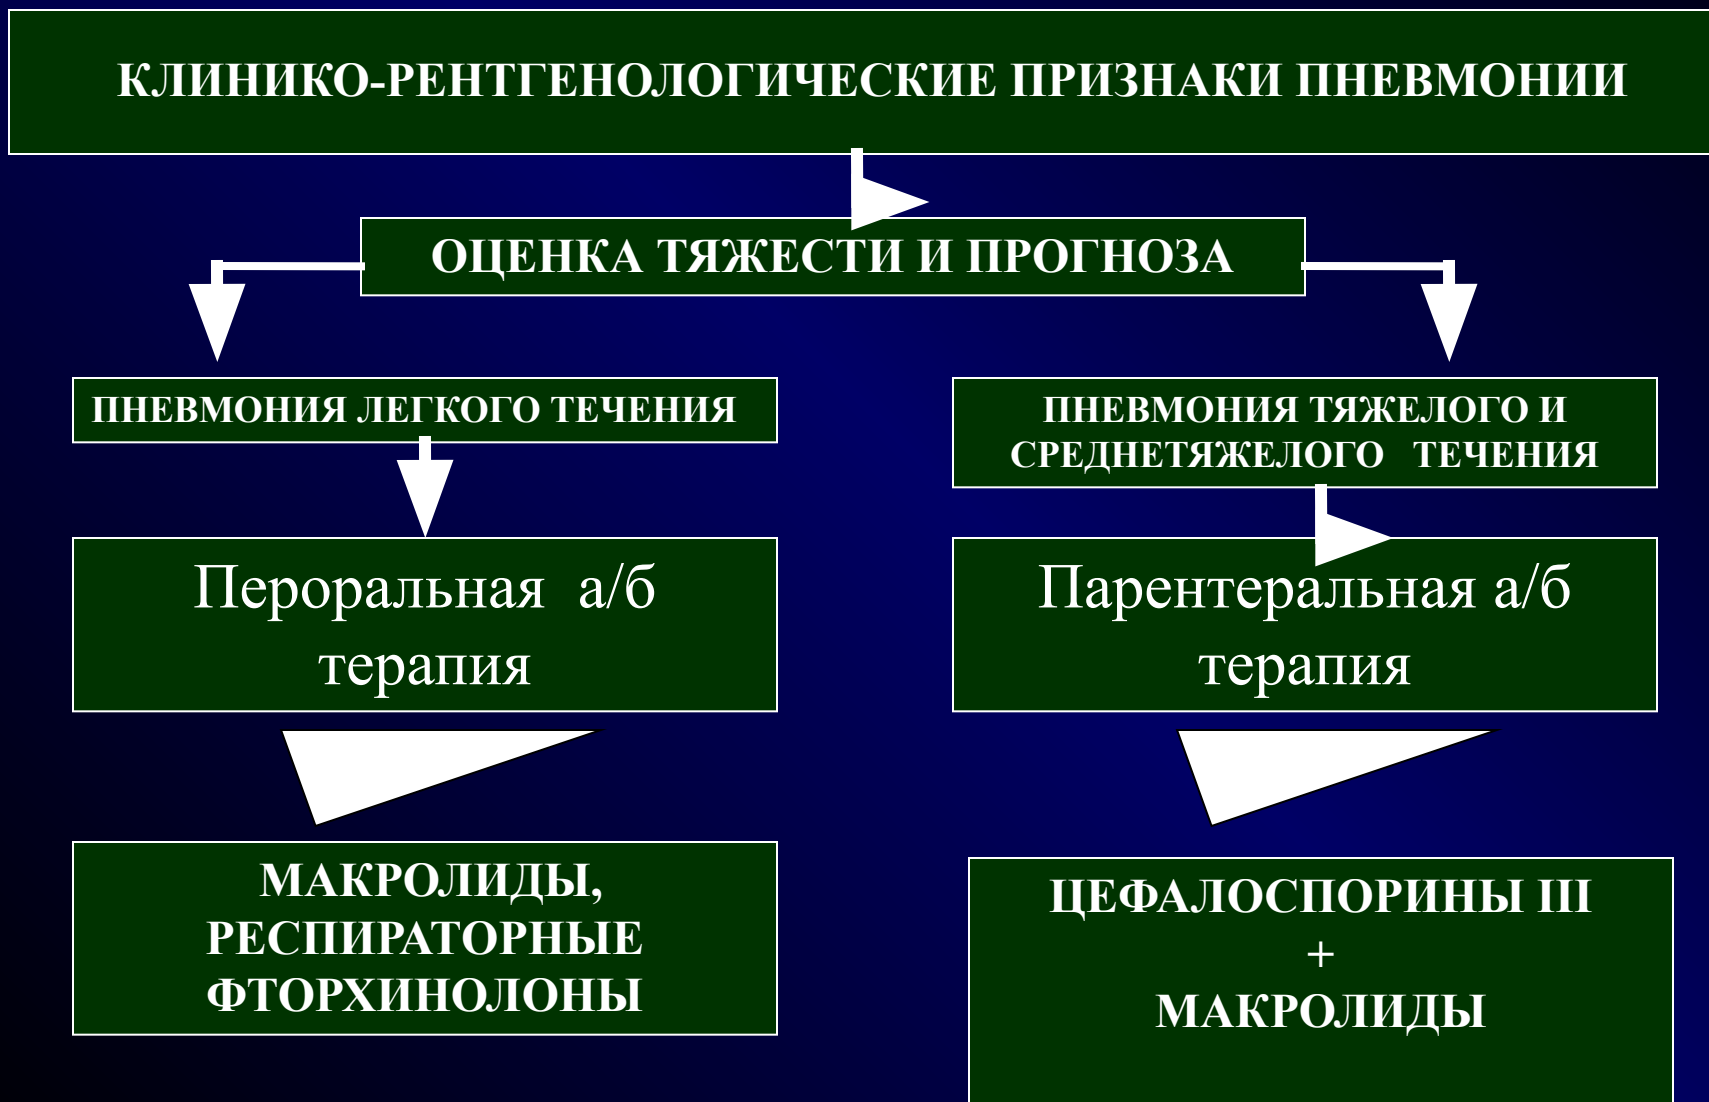 КЛИНИКО-РЕНТГЕНОЛОГИЧЕСКИЕ ПРИЗНАКИ ПНЕВМОНИИ
ОЦЕНКА ТЯЖЕСТИ И ПРОГНОЗА
ПНЕВМОНИЯ ЛЕГКОГО ТЕЧЕНИЯ
ПНЕВМОНИЯ ТЯЖЕЛОГО И
СРЕДНЕТЯЖЕЛОГО ТЕЧЕНИЯ
Пероральная а/б
терапия
Парентеральная а/б
терапия
МАКРОЛИДЫ,
РЕСПИРАТОРНЫЕ
ФТОРХИНОЛОНЫ
ЦЕФАЛОСПОРИНЫ III
+
МАКРОЛИДЫ